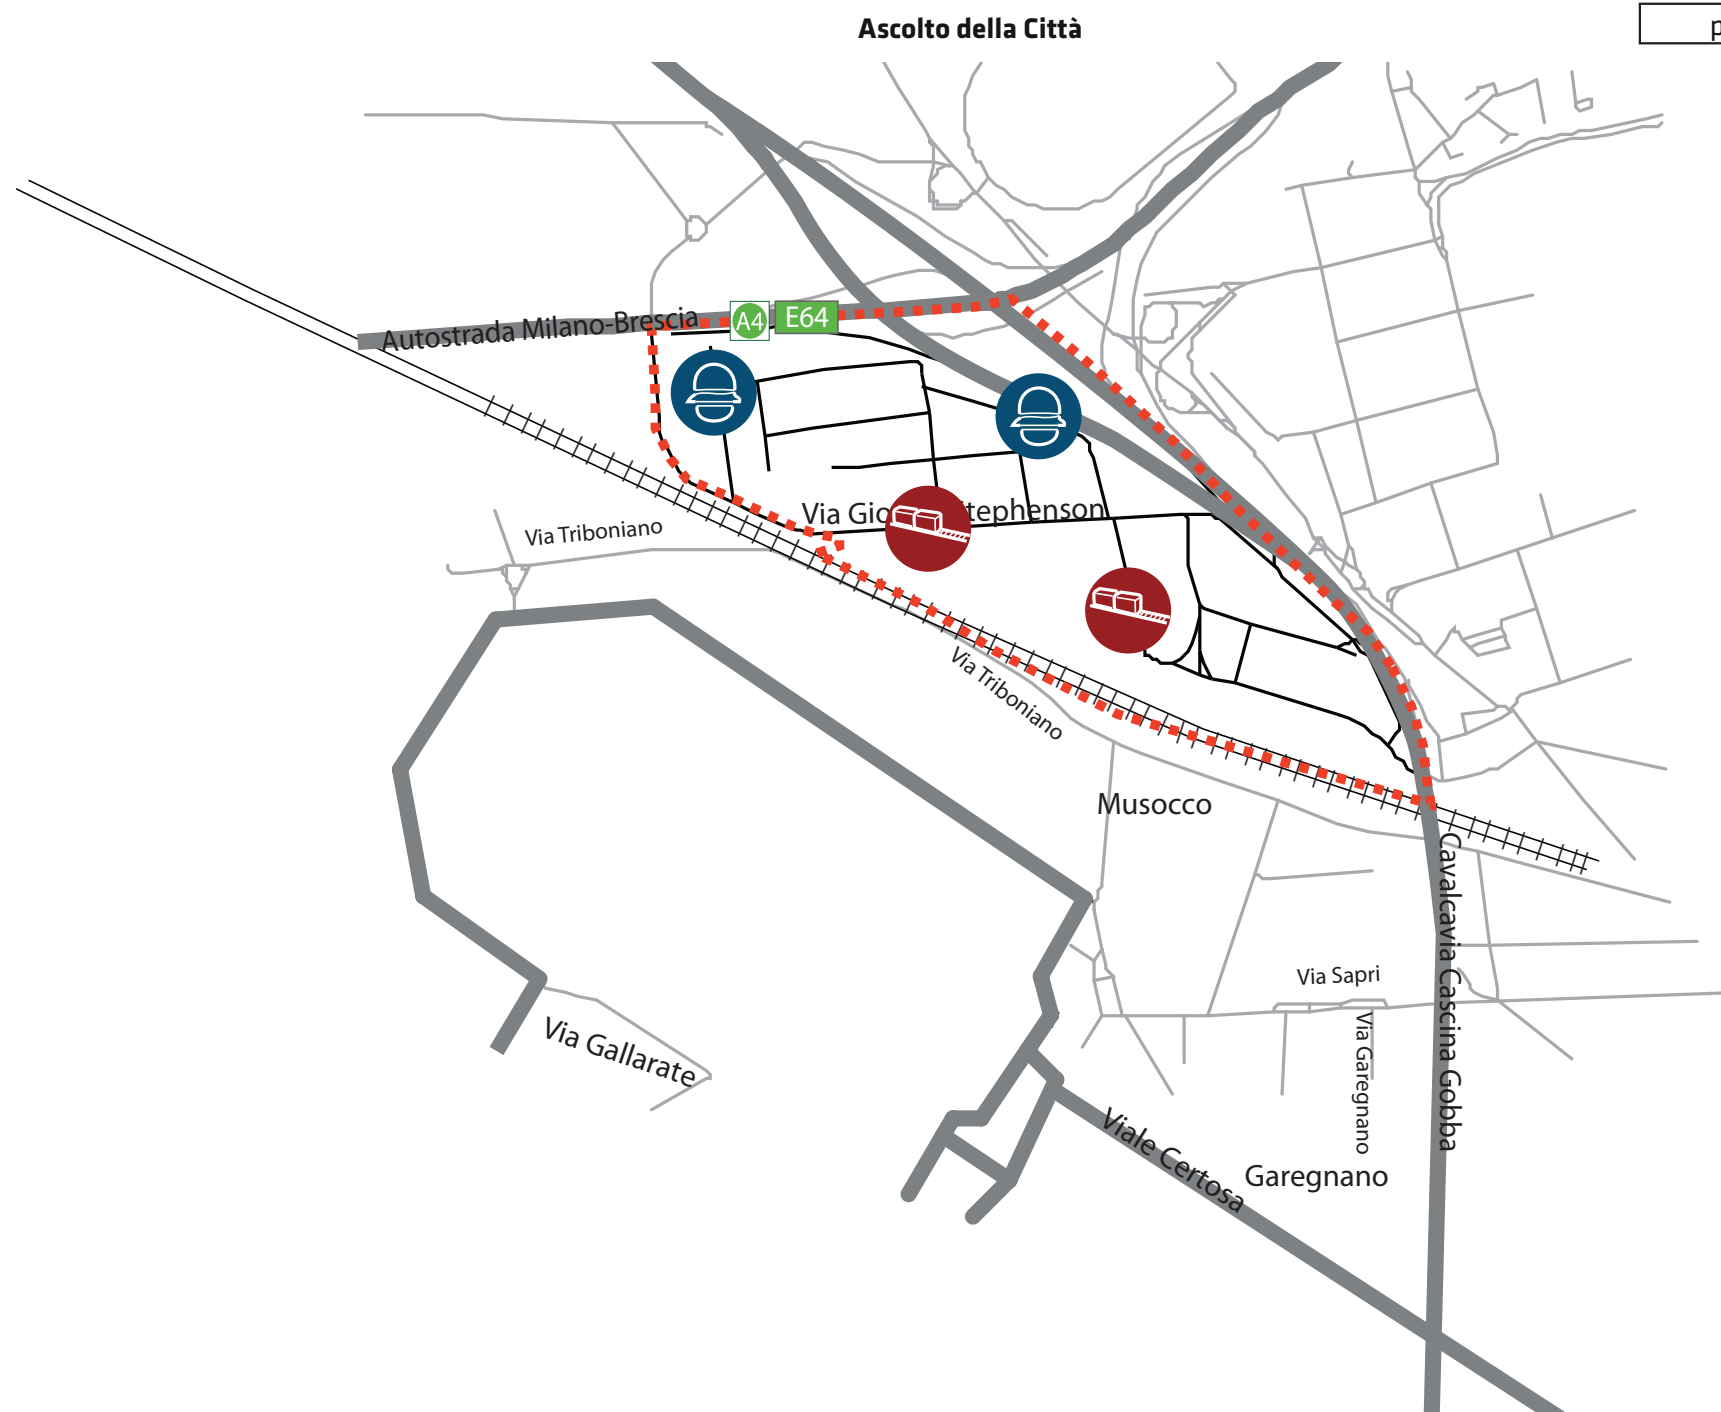 Ascolto della Città
p
Autostrada Milano-Brescia
A4
E64
Via Gio tephenson
Via Triboniano
Via Triboniano
Musocco
Cavalcavia Cascina Gobba
Via Sapri
Via Garegnano
Via Gallarate
Viale Certosa
Garegnano